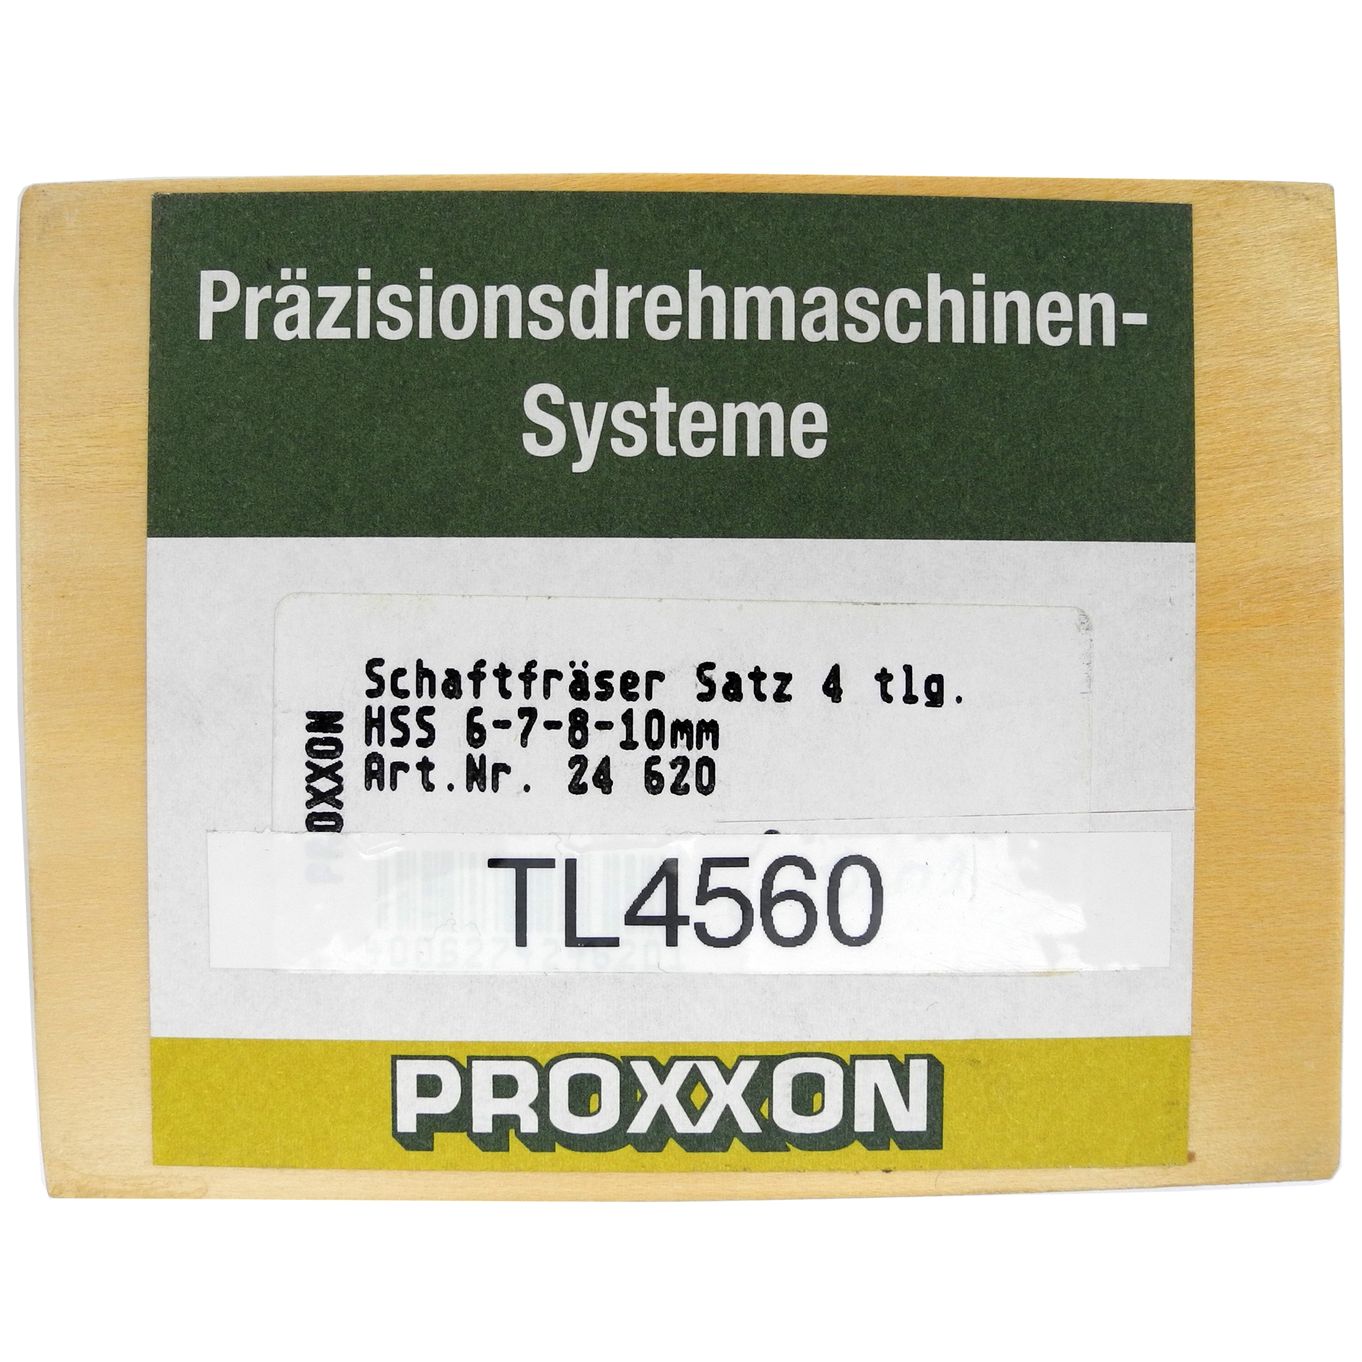 Präzisionsdrehmaschinen-
Systeme
Schaftfräser Satz 4 tlg.
HSS 6-7-8-10mm
Art.Nr. 24 620
PROXXON
TL4560
PROXXON